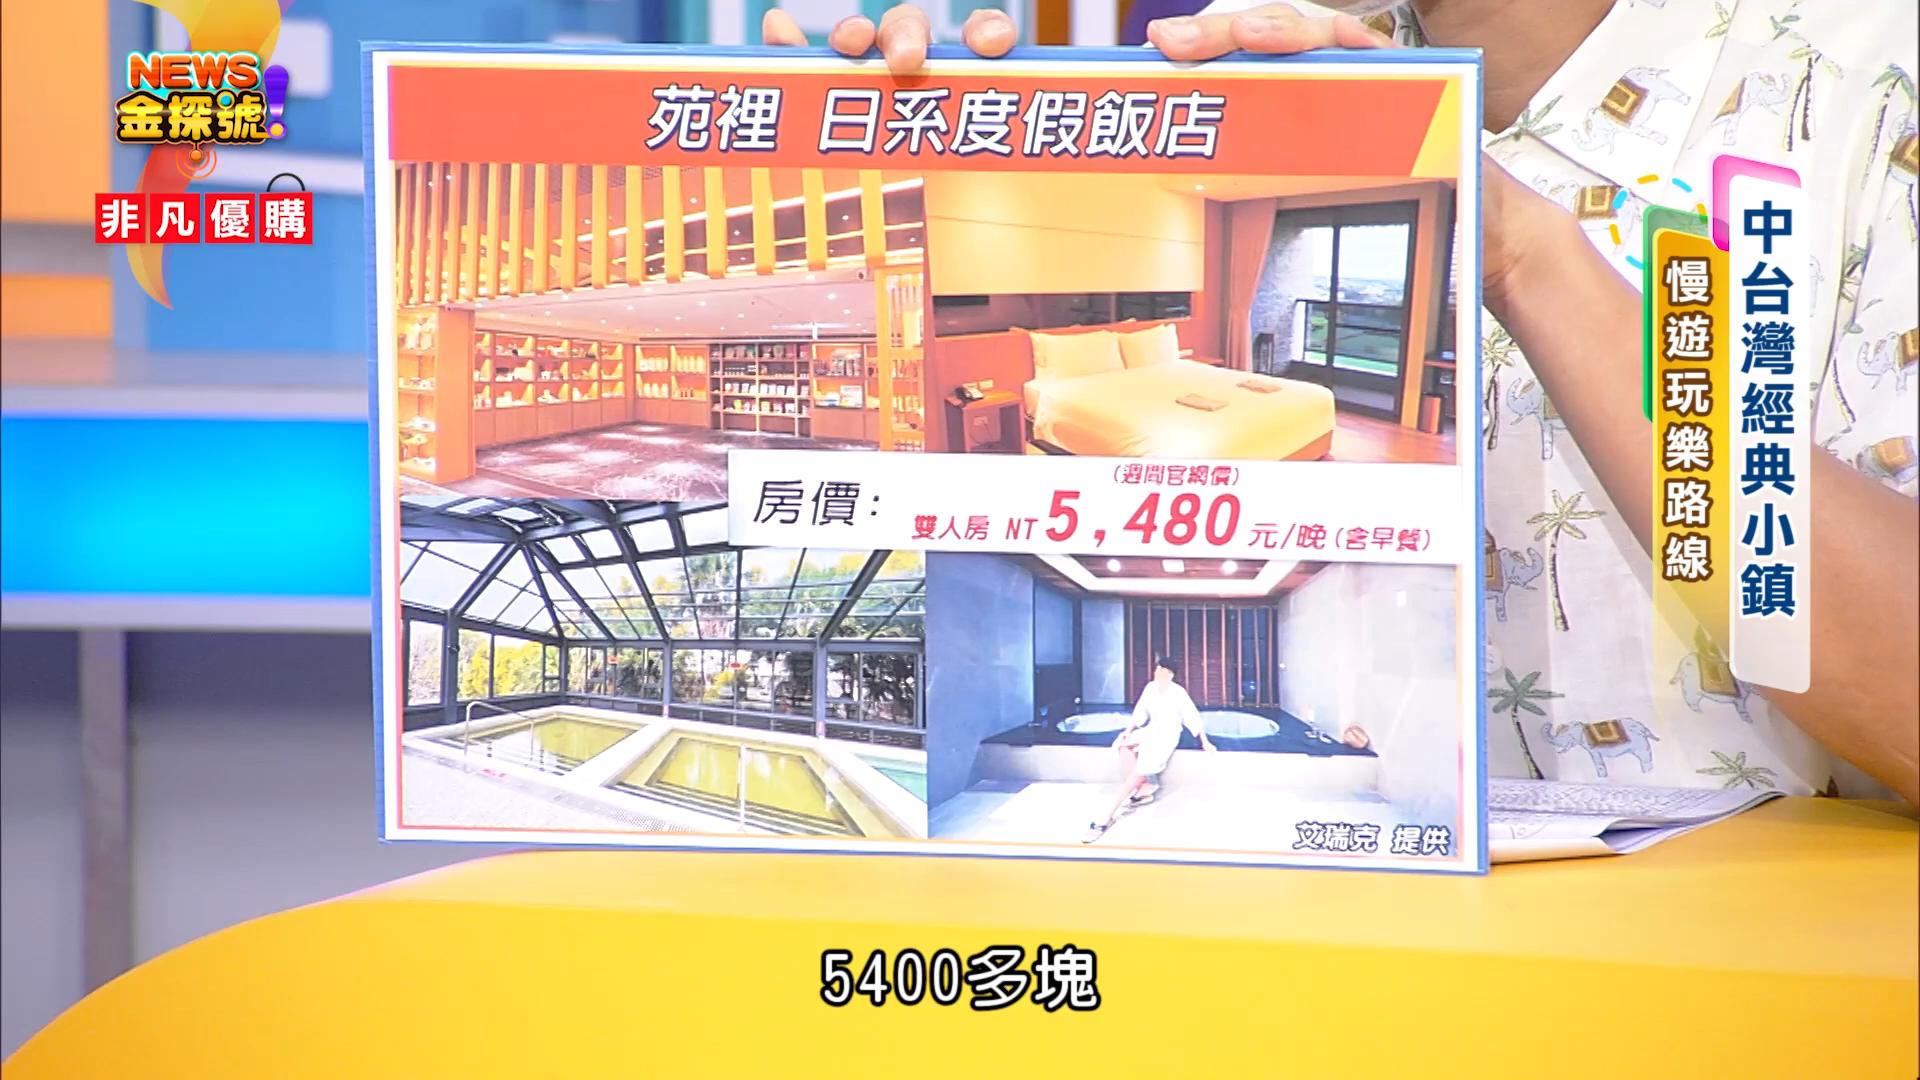 NEWS
金探號!
非凡優購
苑裡 日系度假飯店
(週間官網價)
房價: 雙人房 NT 5,480 元/晚(含早餐)
艾瑞克 提供
中台灣經典小鎮
慢遊玩樂路線
5400多塊